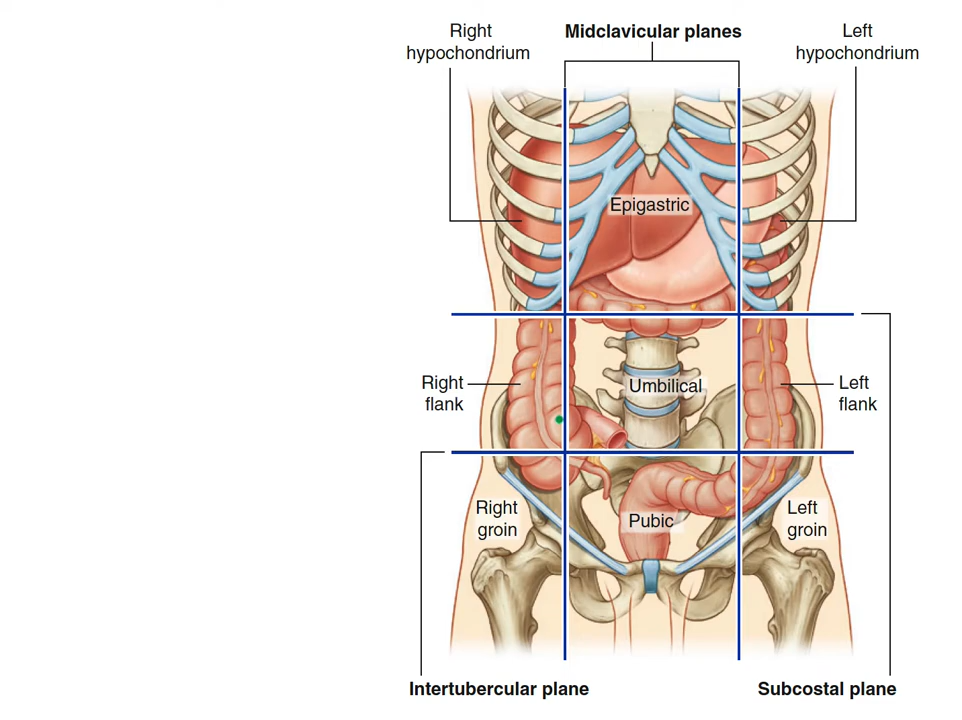 Right
hypochondrium
Midclavicular planes
Left
hypochondrium
Epigastric
Right
flank
Umbilical
Left
flank
Right
groin
Pubic
Left
groin
Intertubercular plane
Subcostal plane